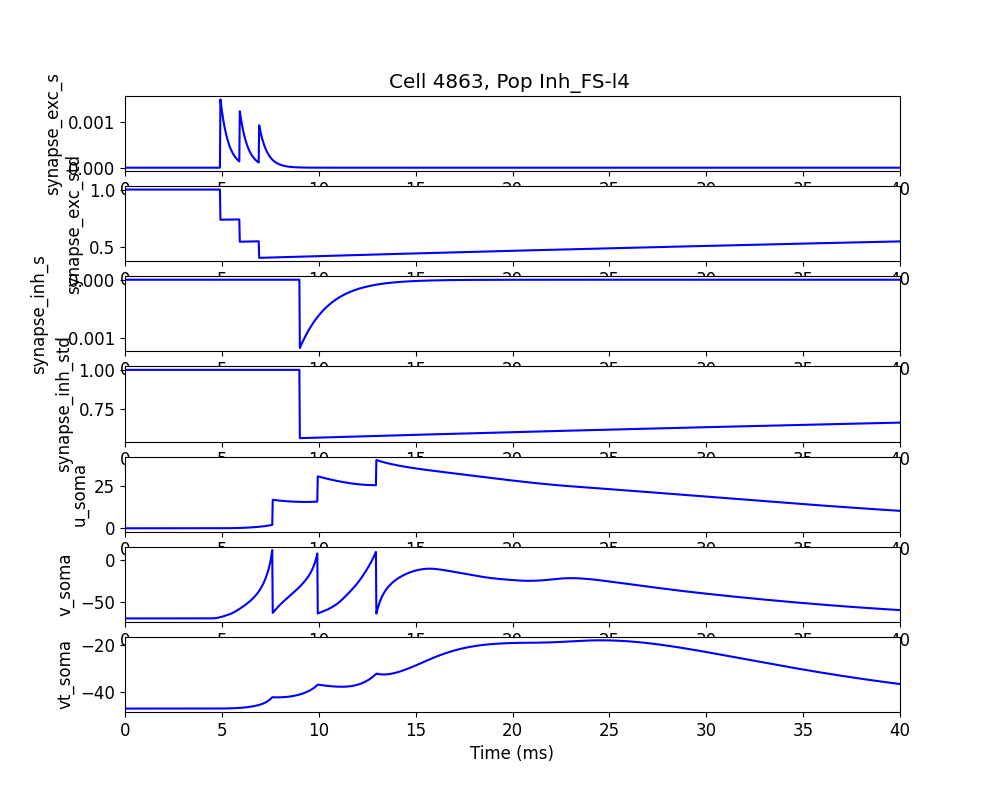 Cell 4863, Pop Inh_FS-l4
synapse_exc_s
0.001
0.000
synapse_exc_std
1.0
0.5
synapse_inh_s
0.000
0.001
synapse_inh_std
1.00
0.75
u_soma
25
0
v_soma
0
−50
vt_soma
−20
−40
0 5 10 15 20 25 30 35 40
Time (ms)